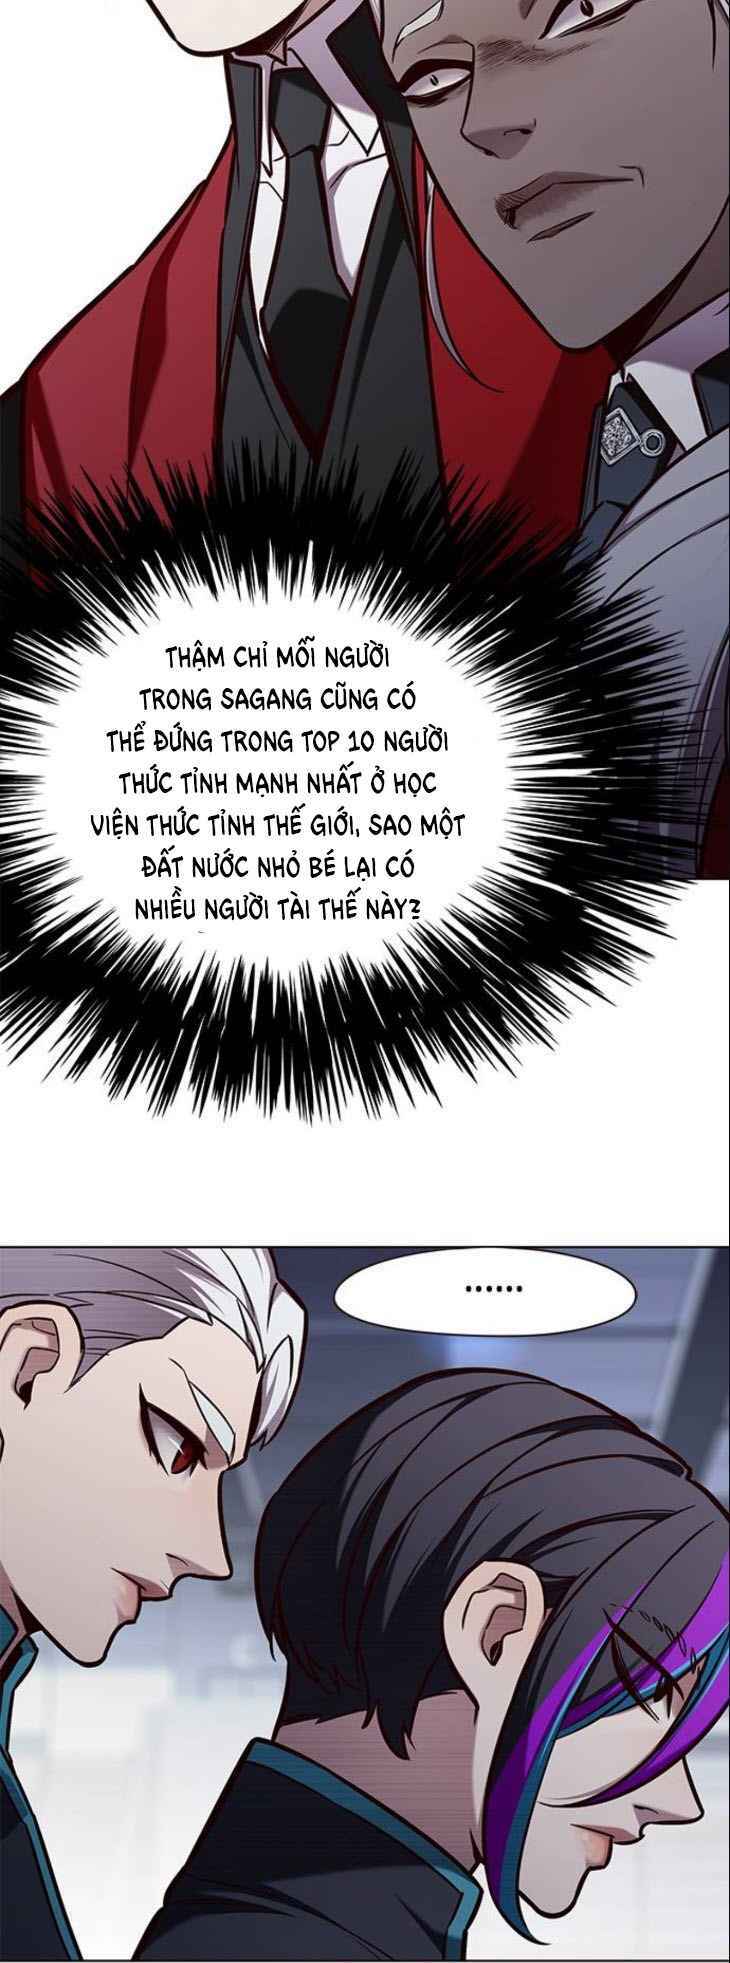 THẬM CHỈ MỖI NGƯỜI
TRONG SAGANG CŨNG CÓ
THỂ ĐỨNG TRONG TOP 10 NGƯỜI
THỨC TỈNH MẠNH NHẤT Ở HỌC
VIỆN THỨC TỈNH THẾ GIỚI, SAO MỘT
ĐẤT NƯỚC NHỎ BÉ LẠI CÓ
NHIỀU NGƯỜI TÀI THẾ NÀY?
......